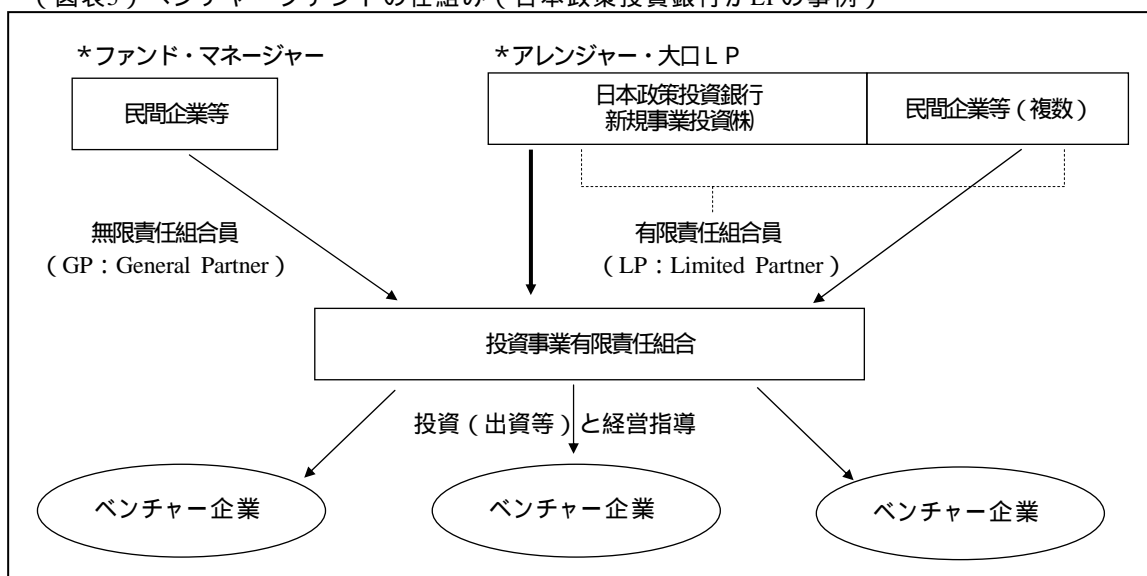 (図表5)ベンチャーファンドの仕組み(日本政策投資銀行がLPの事例)
*ファンド・マネージャー
*アレンジャー・大口LP
民間企業等
日本政策投資銀行
新規事業投資㈱
民間企業等(複数)
無限責任組合員
(GP:General Partner)
有限責任組合員
(LP:Limited Partner)
投資事業有限責任組合
投資(出資等)と経営指導
ベンチャー企業
ベンチャー企業
ベンチャー企業